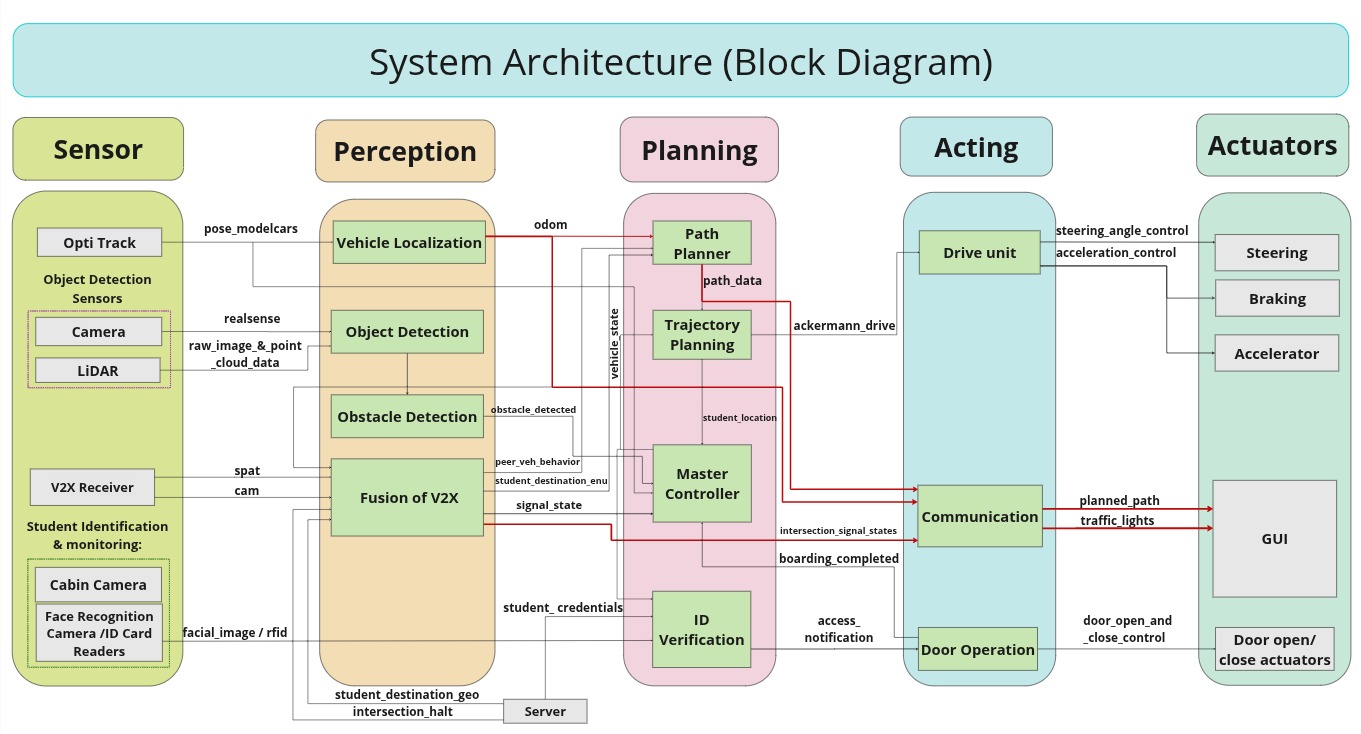 System Architecture (Block Diagram)
Sensor
Perception
Planning
Acting
Actuators
Opti Track
pose_modelcars
Vehicle Localization
odom
Path
Planner
path_data
Drive unit
steering_angle_control
acceleration_control
Steering
Braking
Accelerator
Object Detection
Sensors
Camera
LiDAR
realsense
raw_image_&_point
_cloud_data
Object Detection
Obstacle Detection
obstacle_detected
vehicle_state
Trajectory
Planning
ackermann_drive
student_location
V2X Receiver
spat
cam
Fusion of V2X
peer_veh_behavior
student_destination_enu
signal_state
Master
Controller
intersection_signal_states
boarding_completed
Communication
planned_path
traffic_lights
GUI
Student Identification
& monitoring:
Cabin Camera
Face Recognition
Camera /ID Card
Readers
facial_image / rfid
student_ credentials
ID
Verification
access_
notification
Door Operation
door_open_and
_close_control
Door open/
close actuators
student_destination_geo
intersection_halt
Server